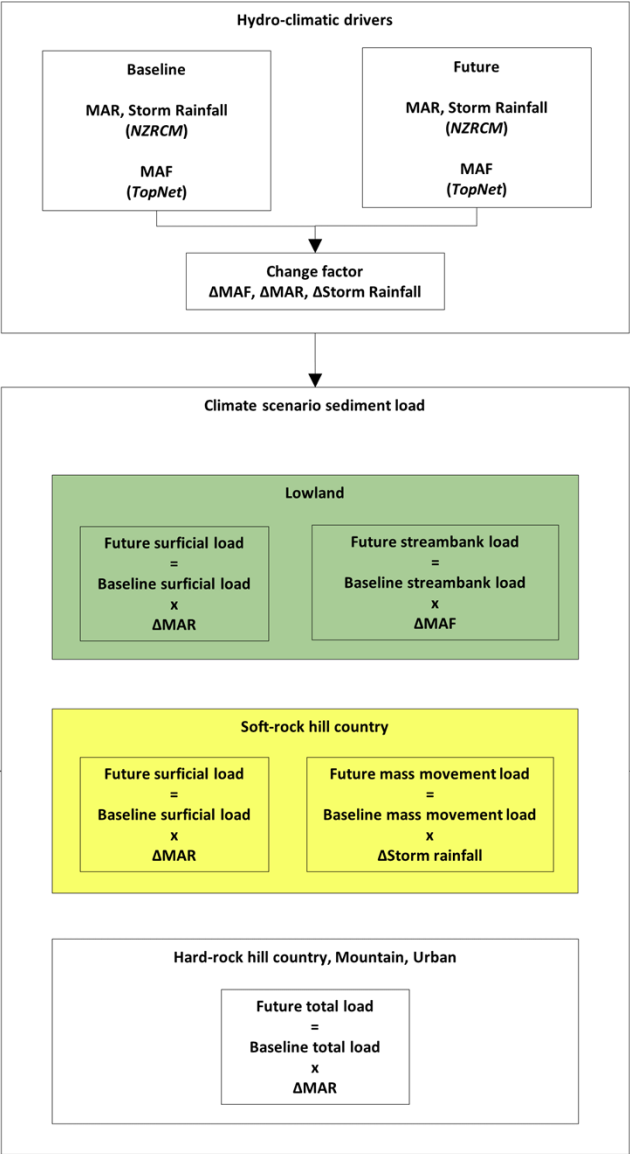 Hydro-climatic drivers
Baseline
MAR, Storm Rainfall
(NZRCM)
MAF
(TopNet)
Future
MAR, Storm Rainfall
(NZRCM)
MAF
(TopNet)
Change factor
ΔMAF, ΔMAR, ΔStorm Rainfall
Climate scenario sediment load
Lowland
Future surficial load
=
Baseline surficial load
x
ΔMAR
Future streambank load
=
Baseline streambank load
x
ΔMAF
Soft-rock hill country
Future surficial load
=
Baseline surficial load
x
ΔMAR
Future mass movement load
=
Baseline mass movement load
x
ΔStorm rainfall
Hard-rock hill country, Mountain, Urban
Future total load
=
Baseline total load
x
ΔMAR